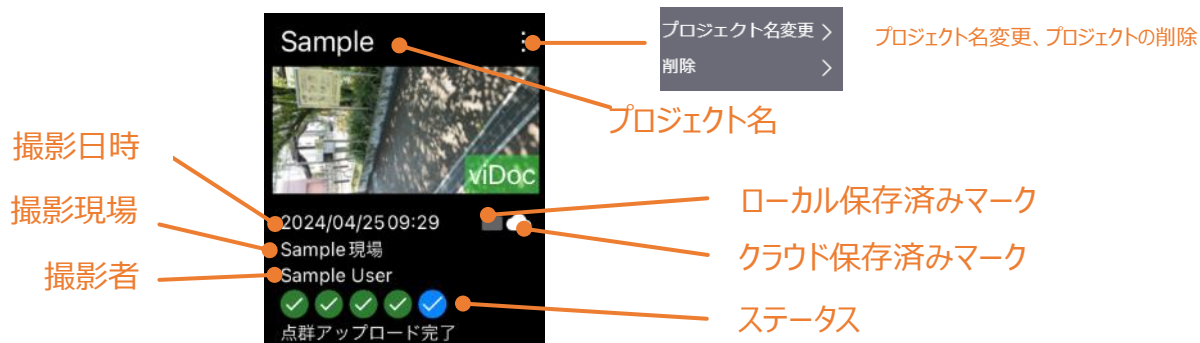 Sample
プロジェクト名変更 >
削除 >
プロジェクト名変更、プロジェクトの削除
プロジェクト名
viDoc
撮影日時
撮影現場
撮影者
2024/04/25 09:29
Sample 現場
Sample User
点群アップロード完了
ローカル保存済みマーク
クラウド保存済みマーク
ステータス